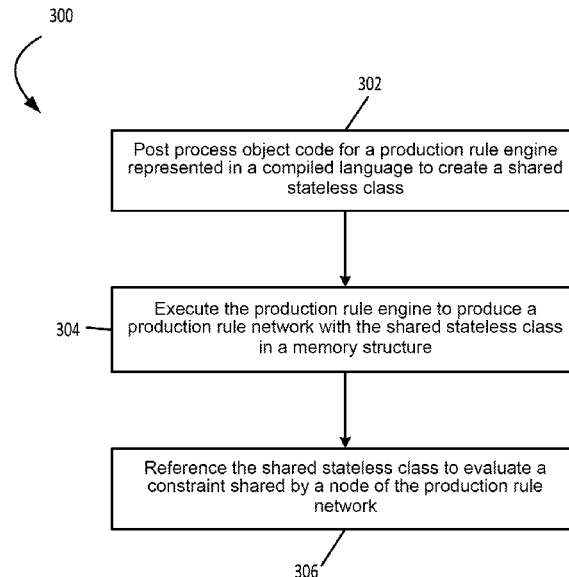 300
302
Post process object code for a production rule engine
represented in a compiled language to create a shared
stateless class
304
Execute the production rule engine to produce a
production rule network with the shared stateless class
in a memory structure
Reference the shared stateless class to evaluate a
constraint shared by a node of the production rule
network
306